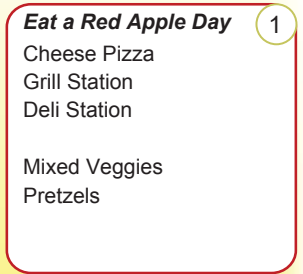 Eat a Red Apple Day 1
Cheese Pizza
Grill Station
Deli Station
Mixed Veggies
Pretzels